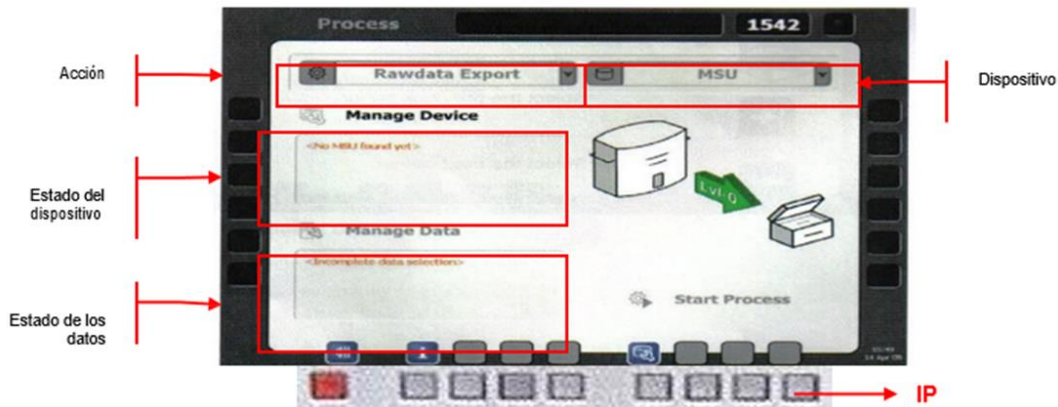 Process
1542
Acción
Rawdata Export
MSU
Dispositivo
Manage Device
<No MSU found yet>
Lvl-0
Estado del
dispositivo
Manage Data
<Incomplete data selection>
Start Process
Estado de los
datos
IP